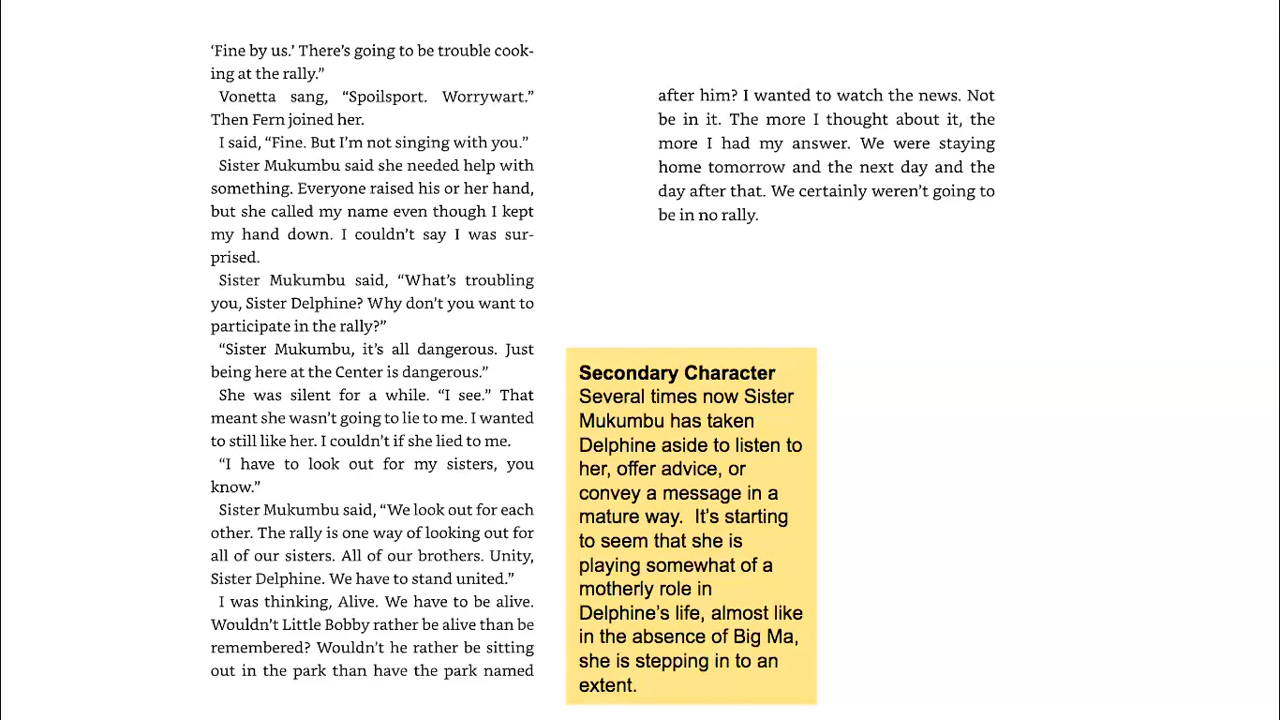 ‘Fine by us.’ There’s going to be trouble cook-
ing at the rally.”
Vonetta sang, “Spoilsport. Worrywart.”
Then Fern joined her.
I said, “Fine. But I’m not singing with you.”
Sister Mukumbu said she needed help with
something. Everyone raised his or her hand,
but she called my name even though I kept
my hand down. I couldn’t say I was sur-
prised.
Sister Mukumbu said, “What’s troubling
you, Sister Delphine? Why don’t you want to
participate in the rally?”
“Sister Mukumbu, it’s all dangerous. Just
being here at the Center is dangerous.”
She was silent for a while. “I see.” That
meant she wasn’t going to lie to me. I wanted
to still like her. I couldn’t if she lied to me.
“I have to look out for my sisters, you
know.”
Sister Mukumbu said, “We look out for each
other. The rally is one way of looking out for
all of our sisters. All of our brothers. Unity,
Sister Delphine. We have to stand united.”
I was thinking, Alive. We have to be alive.
Wouldn’t Little Bobby rather be alive than be
remembered? Wouldn’t he rather be sitting
out in the park than have the park named
after him? I wanted to watch the news. Not
be in it. The more I thought about it, the
more I had my answer. We were staying
home tomorrow and the next day and the
day after that. We certainly weren’t going to
be in no rally.
Secondary Character
Several times now Sister
Mukumbu has taken
Delphine aside to listen to
her, offer advice, or
convey a message in a
mature way.  It’s starting
to seem that she is
playing somewhat of a
motherly role in
Delphine’s life, almost like
in the absence of Big Ma,
she is stepping in to an
extent.